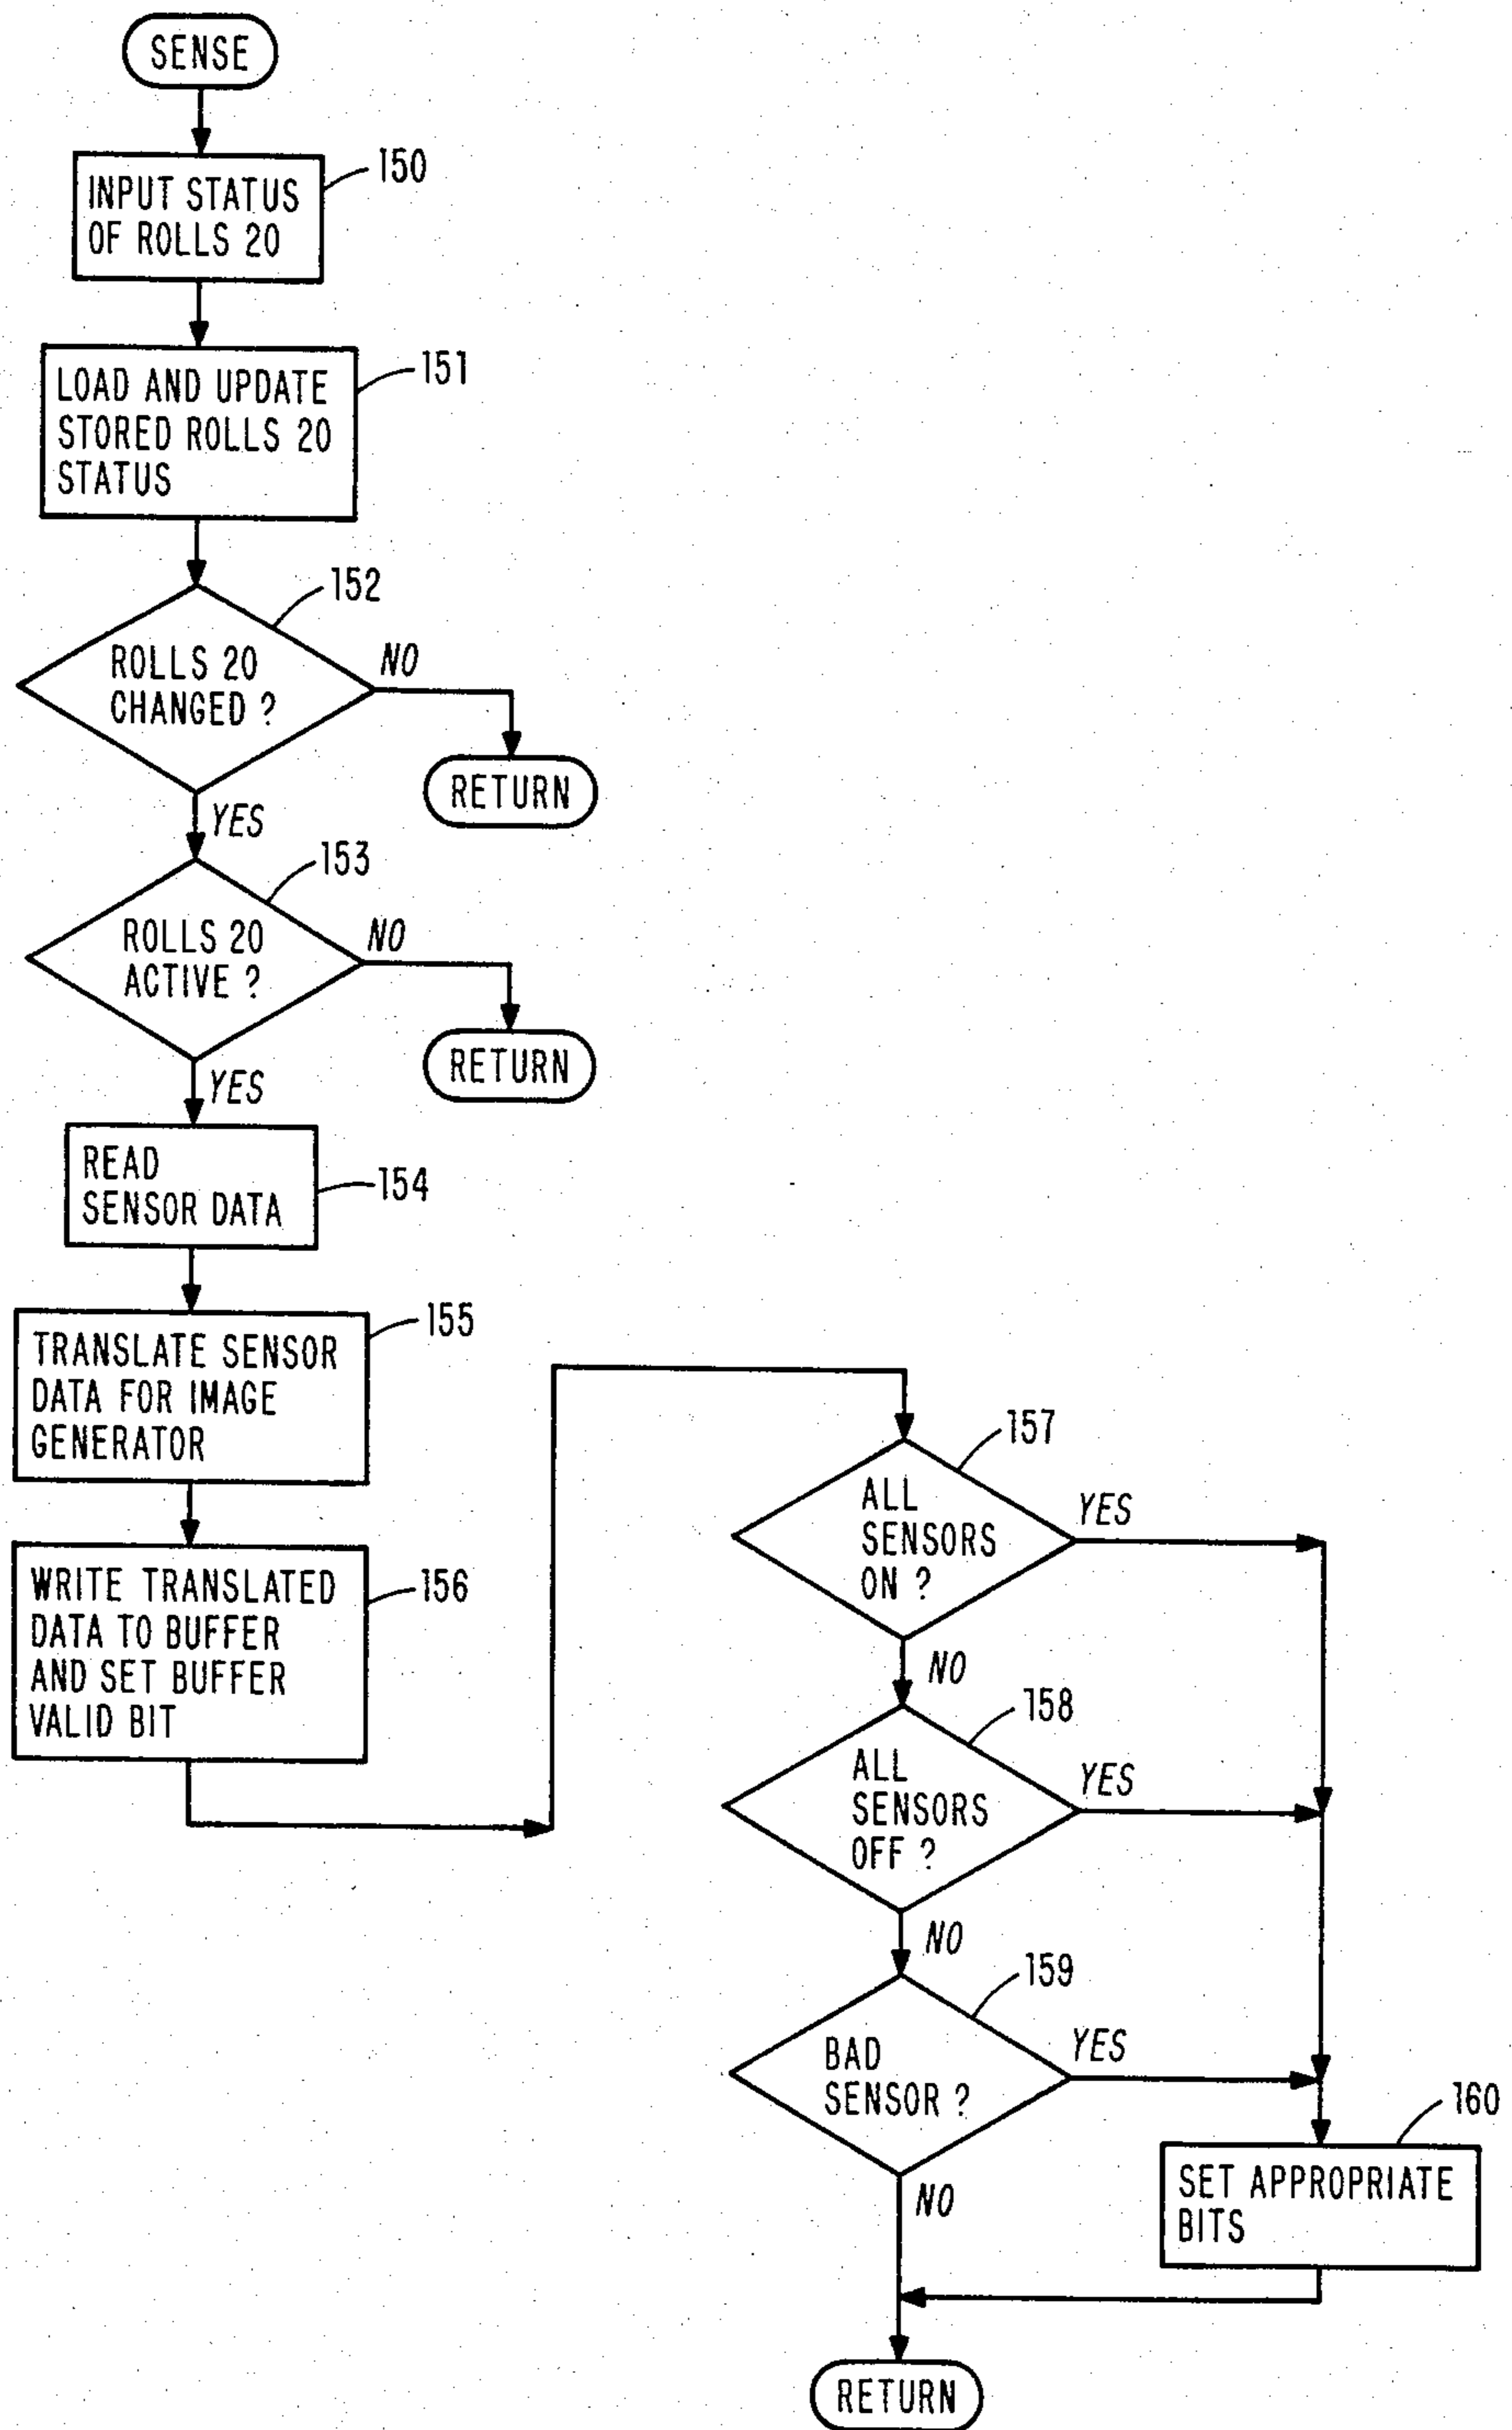 SENSE
150
INPUT STATUS
OF ROLLS 20
151
LOAD AND UPDATE
STORED ROLLS 20
STATUS
152
ROLLS 20
CHANGED ?
NO
RETURN
YES
153
ROLLS 20
ACTIVE ?
NO
RETURN
YES
READ
SENSOR DATA
154
155
TRANSLATE SENSOR
DATA FOR IMAGE
GENERATOR
156
WRITE TRANSLATED
DATA TO BUFFER
AND SET BUFFER
VALID BIT
157
ALL
SENSORS
ON ?
YES
NO
158
ALL
SENSORS
OFF ?
YES
NO
159
BAD
SENSOR ?
YES
NO
160
SET APPROPRIATE
BITS
RETURN